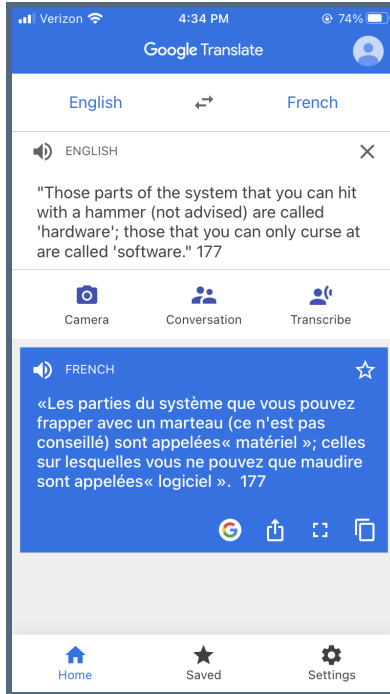 Verizon 4:34 PM 74%
Google Translate
English French
ENGLISH
"Those parts of the system that you can hit
with a hammer (not advised) are called
'hardware'; those that you can only curse at
are called 'software." 177
Camera Conversation Transcribe
FRENCH
«Les parties du système que vous pouvez
frapper avec un marteau (ce n'est pas
conseillé) sont appelées« matériel »; celles
sur lesquelles vous ne pouvez que maudire
sont appelées« logiciel ». 177
G
Home Saved Settings